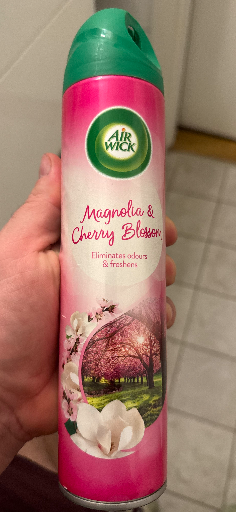 AIR
WICK
Magnolia &
Cherry Blossom
Eliminates odours
& freshens